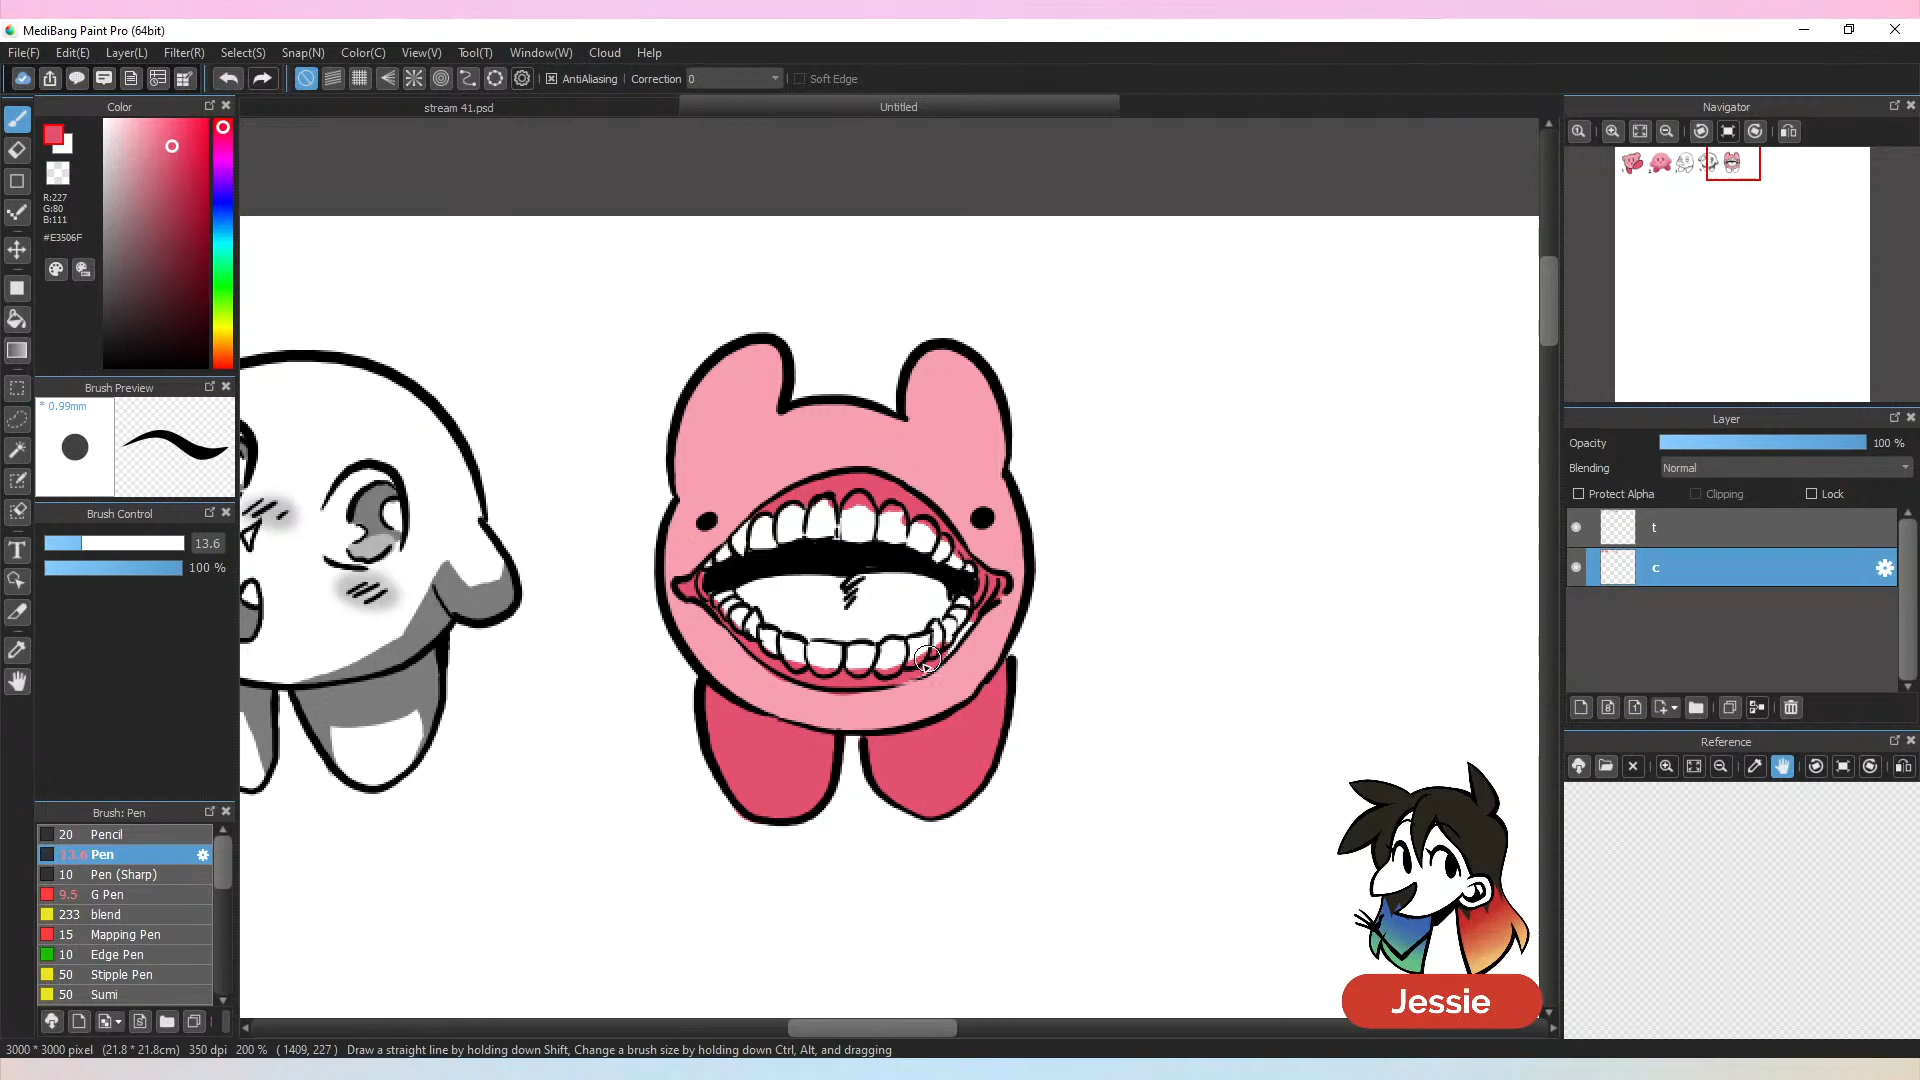 MediBang Paint Pro (64bit)
File(F) Edit(E) Layer(L) Filter(R) Select(S) Snap(N) Color(C) View(V) Tool(T) Window(W) Cloud Help
AntiAliasing Correction 0 Soft Edge
Color
stream 41.psd
Untitled
Navigator
R:227
G:80
B:111
#E3506F
Brush Preview
* 0.99mm
Layer
Opacity 100 %
Blending Normal
Protect Alpha Clipping Lock
Brush Control
13.6
100 %
t
c
Reference
Brush: Pen
20 Pencil
13.6 Pen
10 Pen (Sharp)
9.5 G Pen
233 blend
15 Mapping Pen
10 Edge Pen
50 Stipple Pen
50 Sumi
Jessie
3000 * 3000 pixel (21.8 * 21.8cm) 350 dpi 200 % ( 1409, 227 ) Draw a straight line by holding down Shift, Change a brush size by holding down Ctrl, Alt, and dragging